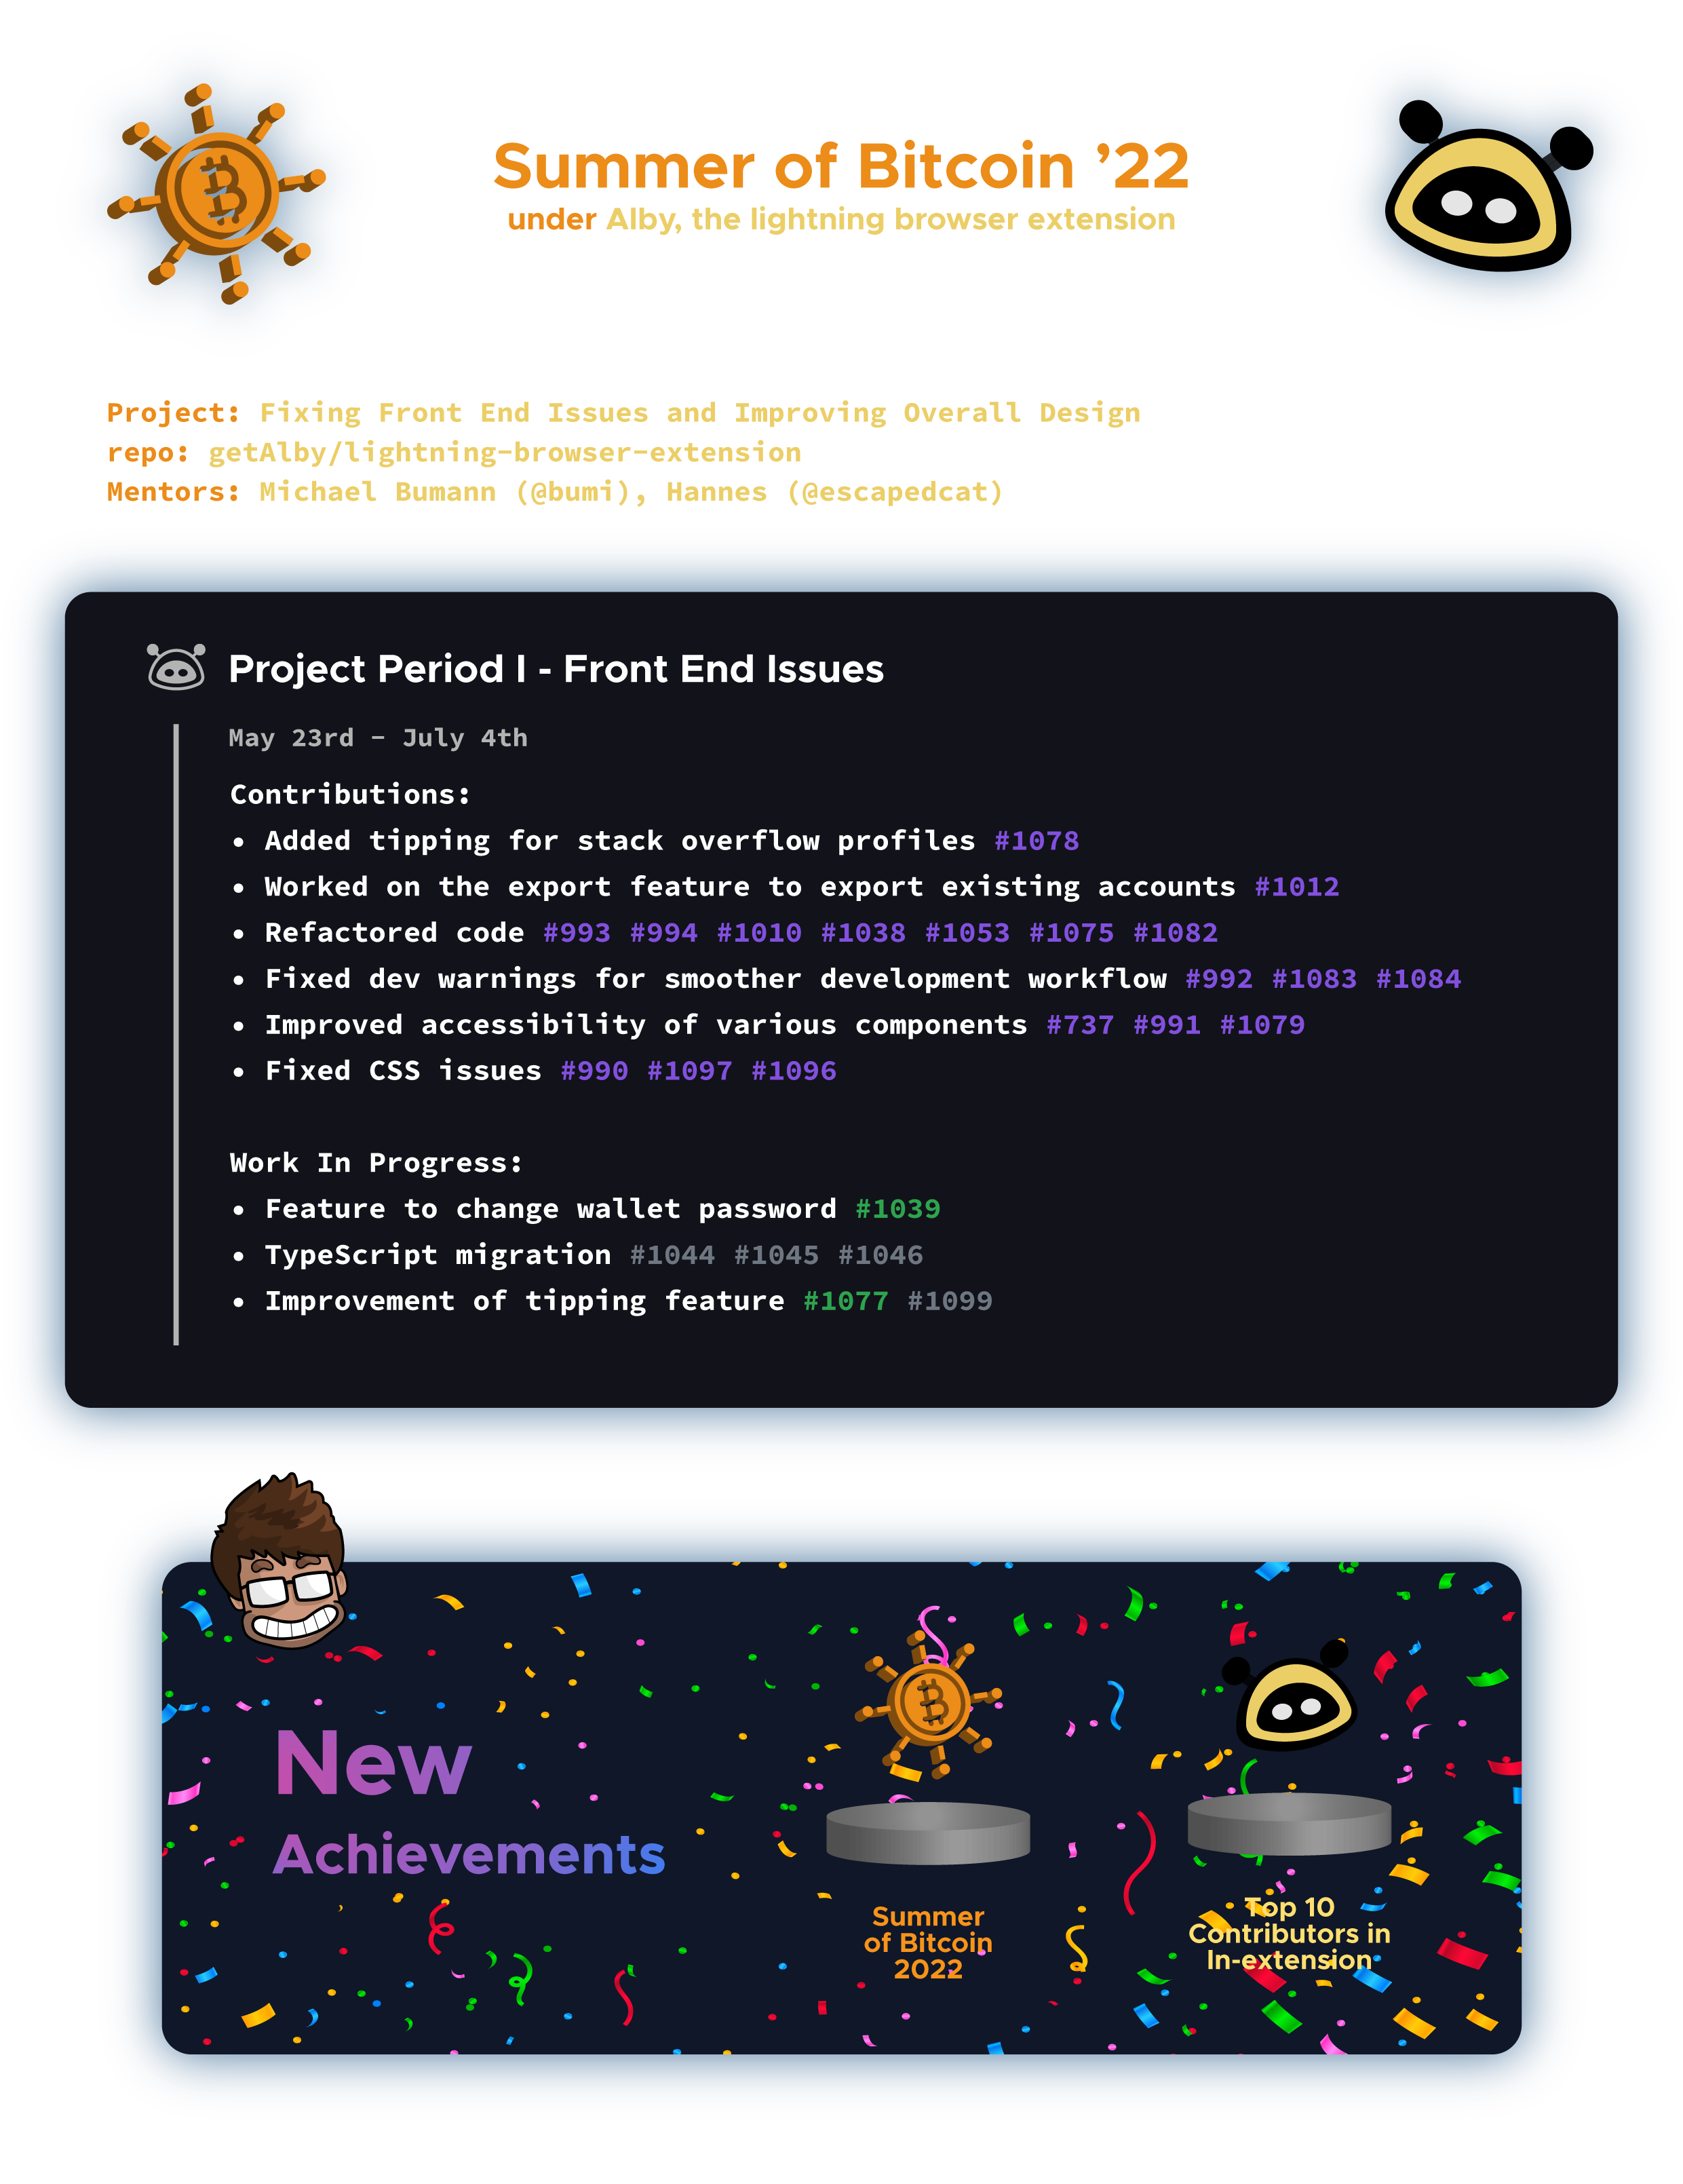 Summer of Bitcoin ’22
under Alby, the lightning browser extension
Project: Fixing Front End Issues and Improving Overall Design
repo: getAlby/lightning-browser-extension
Mentors: Michael Bumann (@bumi), Hannes (@escapedcat)
Project Period I - Front End Issues
May 23rd - July 4th
Contributions:
• Added tipping for stack overflow profiles #1078
• Worked on the export feature to export existing accounts #1012
• Refactored code #993 #994 #1010 #1038 #1053 #1075 #1082
• Fixed dev warnings for smoother development workflow #992 #1083 #1084
• Improved accessibility of various components #737 #991 #1079
• Fixed CSS issues #990 #1097 #1096
Work In Progress:
• Feature to change wallet password #1039
• TypeScript migration #1044 #1045 #1046
• Improvement of tipping feature #1077 #1099
New
Achievements
Summer
of Bitcoin
2022
Top 10
Contributors in
In-extension